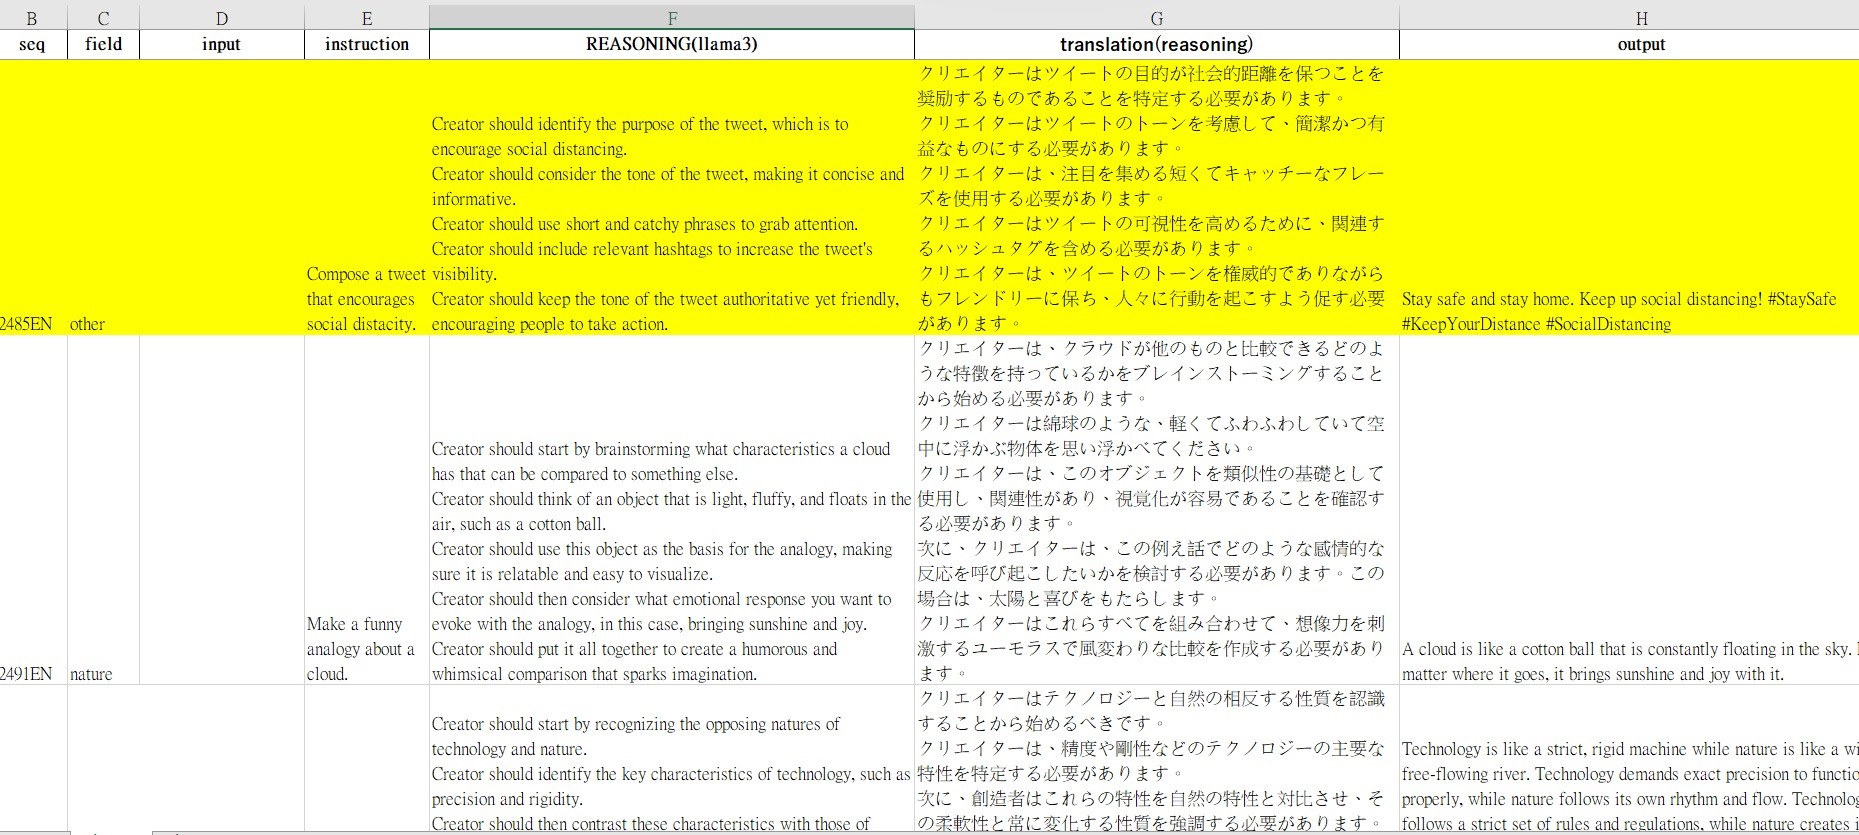 B C D E F G H
seq field input instruction REASONING(llama3) translation(reasoning) output
2485EN
other
Compose a tweet
that encourages
social distacity.
Creator should identify the purpose of the tweet, which is to
encourage social distancing.
Creator should consider the tone of the tweet, making it concise and
informative.
Creator should use short and catchy phrases to grab attention.
Creator should include relevant hashtags to increase the tweet's
visibility.
Creator should keep the tone of the tweet authoritative yet friendly,
encouraging people to take action.
クリエイターはツイートの目的が社会的距離を保つことを
奨励するものであることを特定する必要があります。
クリエイターはツイートのトーンを考慮して、簡潔かつ有
益なものにする必要があります。
クリエイターは、注目を集める短くてキャッチーなフレー
ズを使用する必要があります。
クリエイターはツイートの可視性を高めるために、関連す
るハッシュタグを含める必要があります。
クリエイターは、ツイートのトーンを権威的でありながら
もフレンドリーに保ち、人々に行動を起こすよう促す必要
があります。
Stay safe and stay home. Keep up social distancing! #StaySafe
#KeepYourDistance #SocialDistancing
2491EN
nature
Make a funny
analogy about a
cloud.
Creator should start by brainstorming what characteristics a cloud
has that can be compared to something else.
Creator should think of an object that is light, fluffy, and floats in the
air, such as a cotton ball.
Creator should use this object as the basis for the analogy, making
sure it is relatable and easy to visualize.
Creator should then consider what emotional response you want to
evoke with the analogy, in this case, bringing sunshine and joy.
Creator should put it all together to create a humorous and
whimsical comparison that sparks imagination.
クリエイターは、クラウドが他のものと比較できるどのよ
うな特徴を持っているかをブレインストーミングすること
から始める必要があります。
クリエイターは綿球のような、軽くてふわふわしていて空
中に浮かぶ物体を思い浮かべてください。
クリエイターは、このオブジェクトを類似性の基礎として
使用し、関連性があり、視覚化が容易であることを確認す
る必要があります。
次に、クリエイターは、この例え話でどのような感情的な
反応を呼び起こしたいかを検討する必要があります。この
場合は、太陽と喜びをもたらします。
クリエイターはこれらすべてを組み合わせて、想像力を刺
激するユーモラスで風変わりな比較を作成する必要があり
ます。
A cloud is like a cotton ball that is constantly floating in the sky.
matter where it goes, it brings sunshine and joy with it.
Creator should start by recognizing the opposing natures of
technology and nature.
Creator should identify the key characteristics of technology, such as
precision and rigidity.
Creator should then contrast these characteristics with those of
クリエイターはテクノロジーと自然の相反する性質を認識
することから始めるべきです。
クリエイターは、精度や剛性などのテクノロジーの主要な
特性を特定する必要があります。
次に、創造者はこれらの特性を自然の特性と対比させ、そ
の柔軟性と常に変化する性質を強調する必要があります。
Technology is like a strict, rigid machine while nature is like a
free-flowing river. Technology demands exact precision to
properly, while nature follows its own rhythm and flow.
follows a strict set of rules and regulations, while nature creates